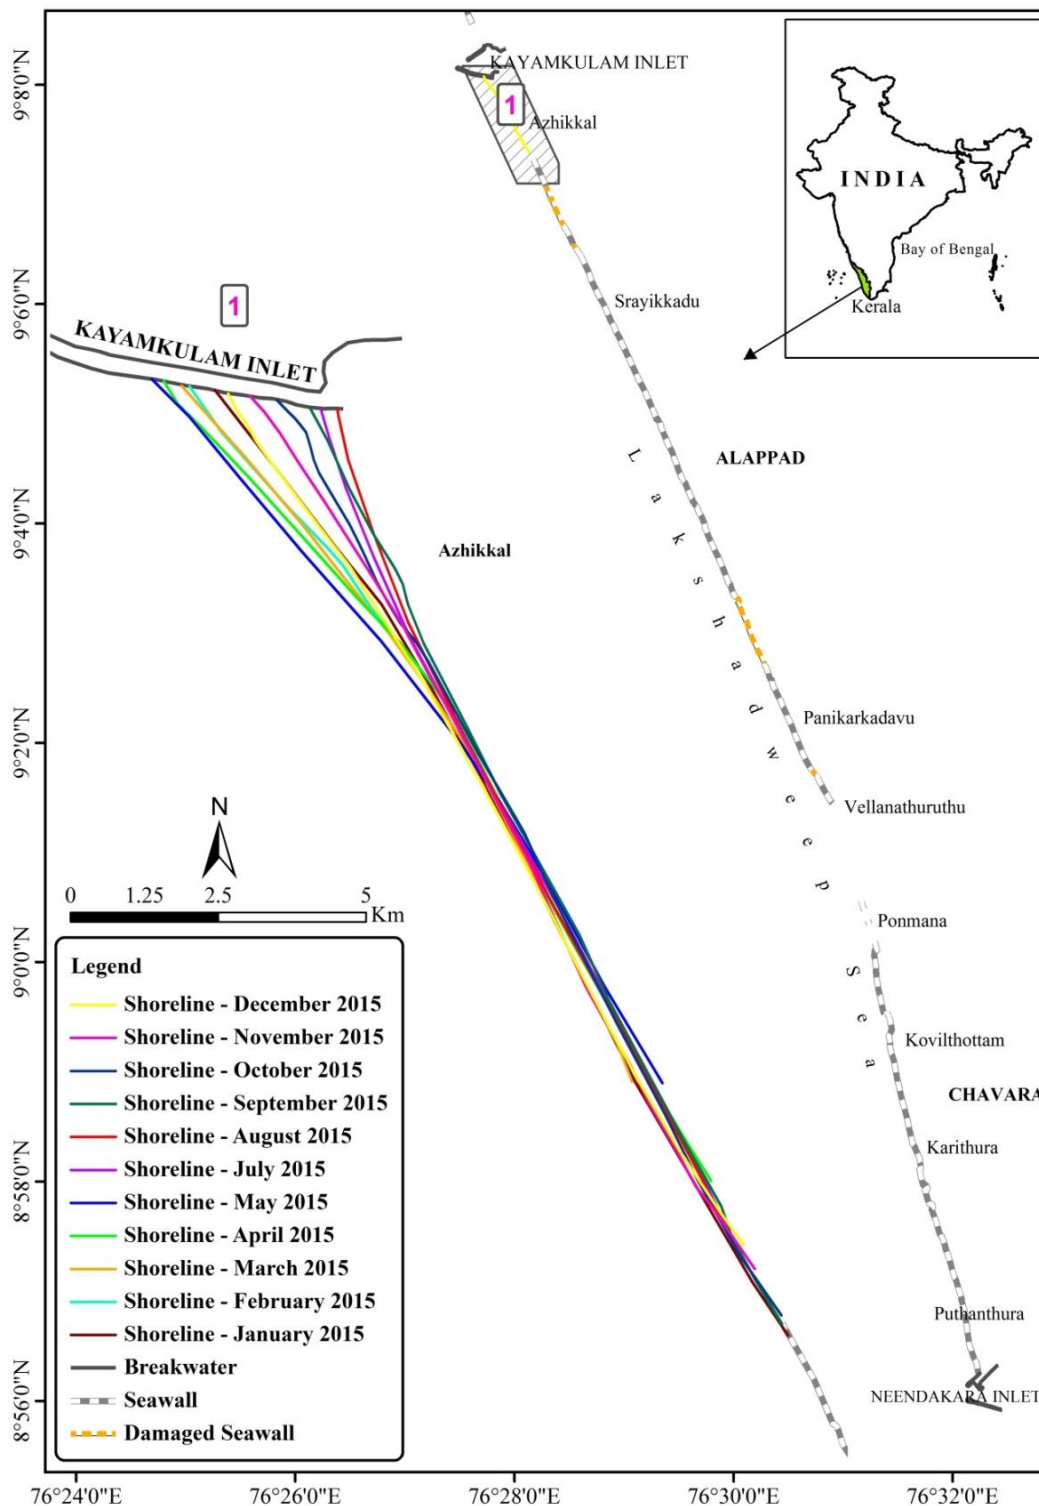 9°8'0"N
9°6'0"N
9°4'0"N
9°2'0"N
9°0'0"N
8°58'0"N
8°56'0"N
KAYAMKULAM INLET
1
Azhikkal
INDIA
Bay of Bengal
Kerala
Srayikkadu
1
KAYAMKULAM INLET
ALAPPAD
Lakshadweep Sea
Azhikkal
Panikarkadavu
Vellanathuruthu
N
0 1.25 2.5 5
Km
Ponmana
Kovilthottam
CHAVARA
Karithura
Puthanthura
NEENDAKARA INLET
Legend
Shoreline - December 2015
Shoreline - November 2015
Shoreline - October 2015
Shoreline - September 2015
Shoreline - August 2015
Shoreline - July 2015
Shoreline - May 2015
Shoreline - April 2015
Shoreline - March 2015
Shoreline - February 2015
Shoreline - January 2015
Breakwater
Seawall
Damaged Seawall
76°24'0"E 76°26'0"E 76°28'0"E 76°30'0"E 76°32'0"E